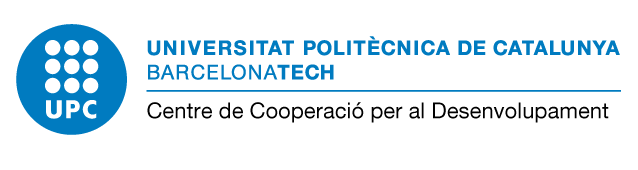 UPC
UNIVERSITAT POLITÈCNICA DE CATALUNYA
BARCELONATECH
Centre de Cooperació per al Desenvolupament